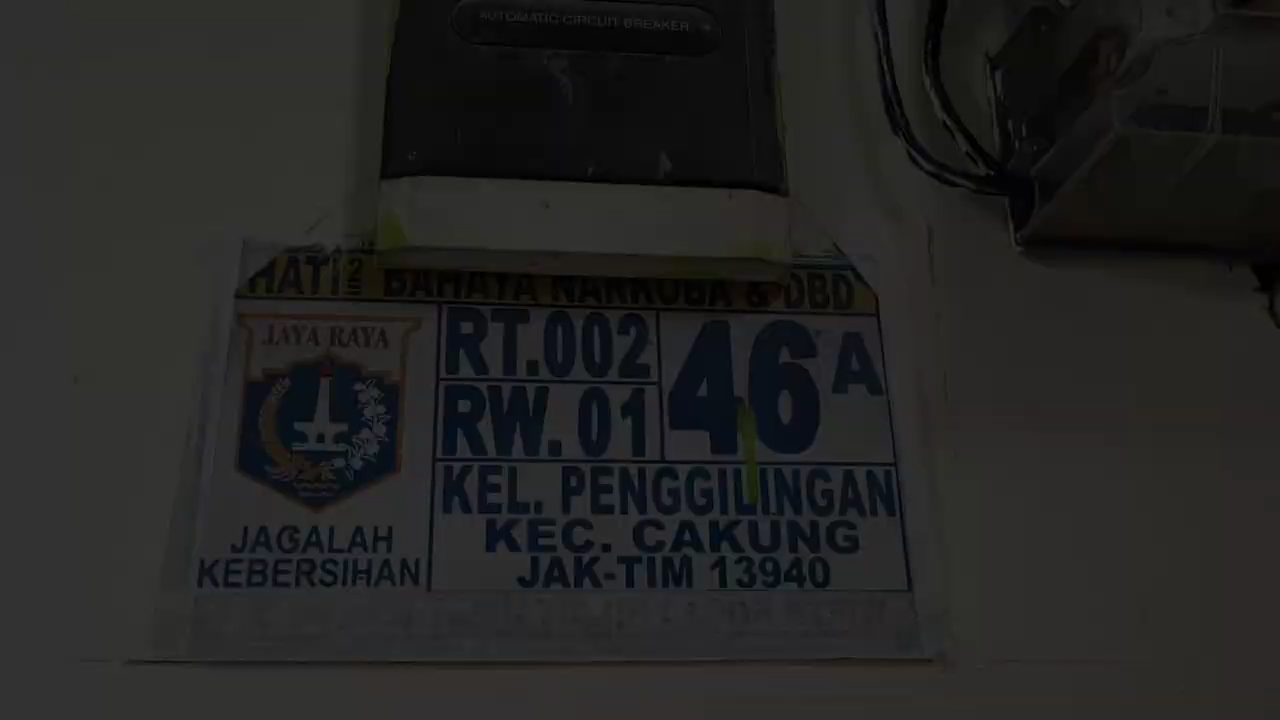 AUTOMATIC CIRCUIT BREAKER
HATI2 BAHAYA NARKOBA & DBD
JAYA RAYA
RT.002
46A
RW. 01
KEL. PENGGILINGAN
KEC. CAKUNG
JAK-TIM 13940
JAGALAH
KEBERSIHAN